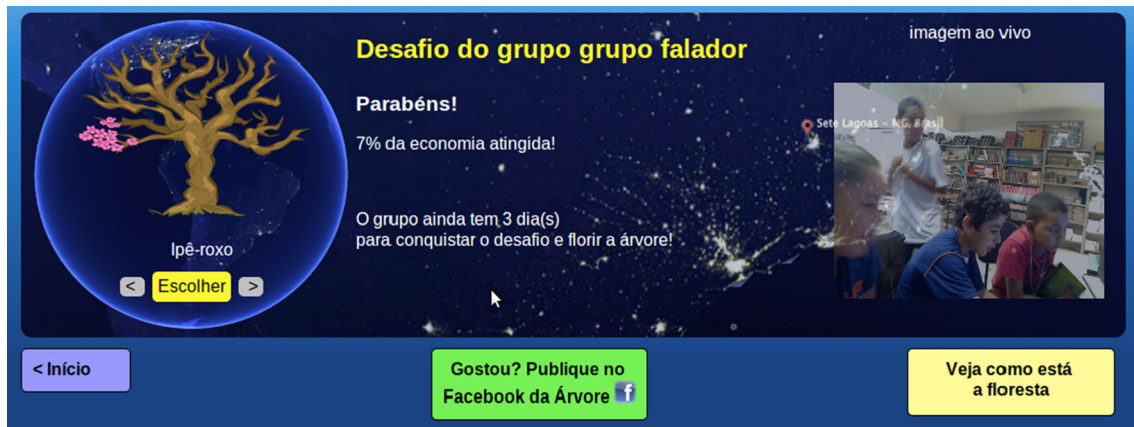 Desafio do grupo grupo falador
imagem ao vivo
Parabéns!
7% da economia atingida!
Sete Lagoas - MG, Brasil
O grupo ainda tem 3 dia(s)
para conquistar o desafio e florir a árvore!
Ipê-roxo
< Escolher >
< Início
Gostou? Publique no
Facebook da Árvore f
Veja como está
a floresta